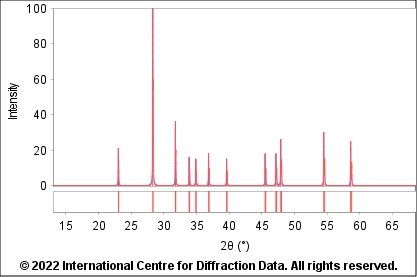 100
80
60
40
20
0
Intensity
15 20 25 30 35 40 45 50 55 60 65
2θ (°)
© 2022 International Centre for Diffraction Data. All rights reserved.